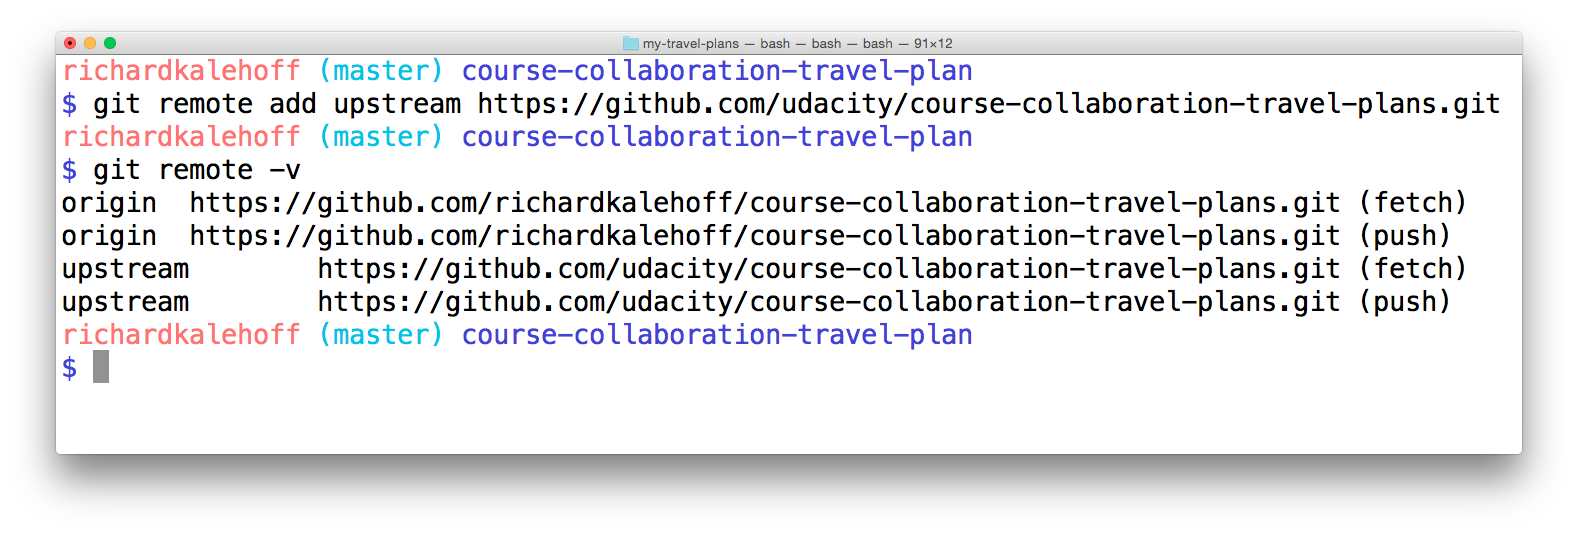 my-travel-plans — bash — bash — bash — 91×12
richardkalehoff (master) course-collaboration-travel-plan
$ git remote add upstream https://github.com/udacity/course-collaboration-travel-plans.git
richardkalehoff (master) course-collaboration-travel-plan
$ git remote -v
origin  https://github.com/richardkalehoff/course-collaboration-travel-plans.git (fetch)
origin  https://github.com/richardkalehoff/course-collaboration-travel-plans.git (push)
upstream        https://github.com/udacity/course-collaboration-travel-plans.git (fetch)
upstream        https://github.com/udacity/course-collaboration-travel-plans.git (push)
richardkalehoff (master) course-collaboration-travel-plan
$